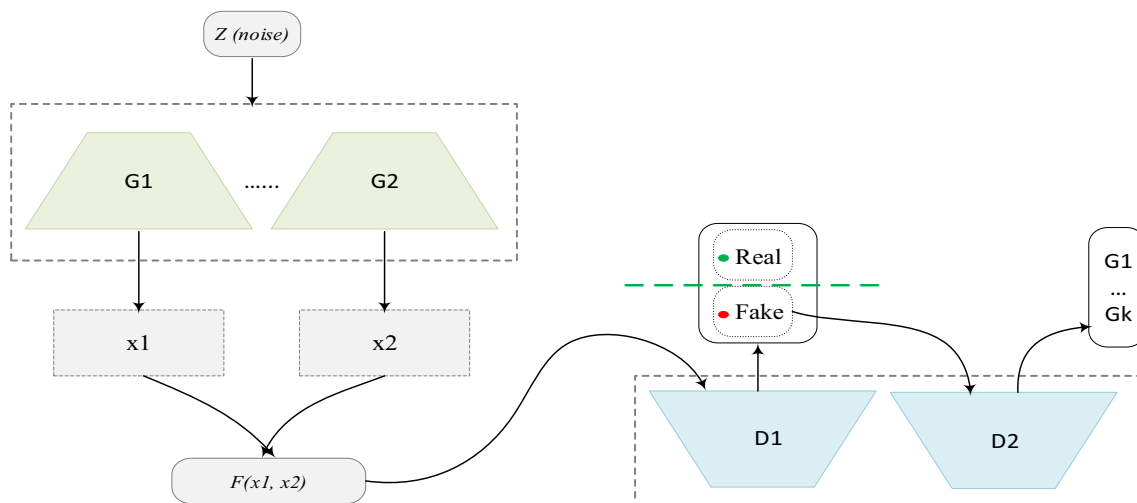 Z (noise)
G1
......
G2
x1
x2
F(x1, x2)
Real
Fake
D1
D2
G1
...
Gk